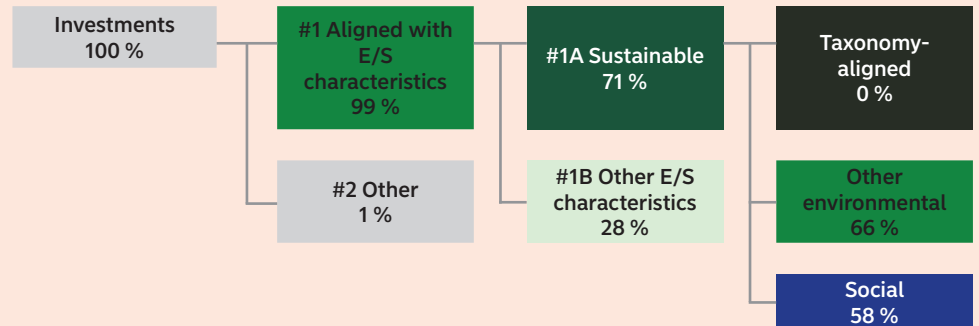 Investments
100 %
#1 Aligned with
E/S
characteristics
99 %
#2 Other
1 %
#1A Sustainable
71 %
#1B Other E/S
characteristics
28 %
Taxonomy-
aligned
0 %
Other
environmental
66 %
Social
58 %